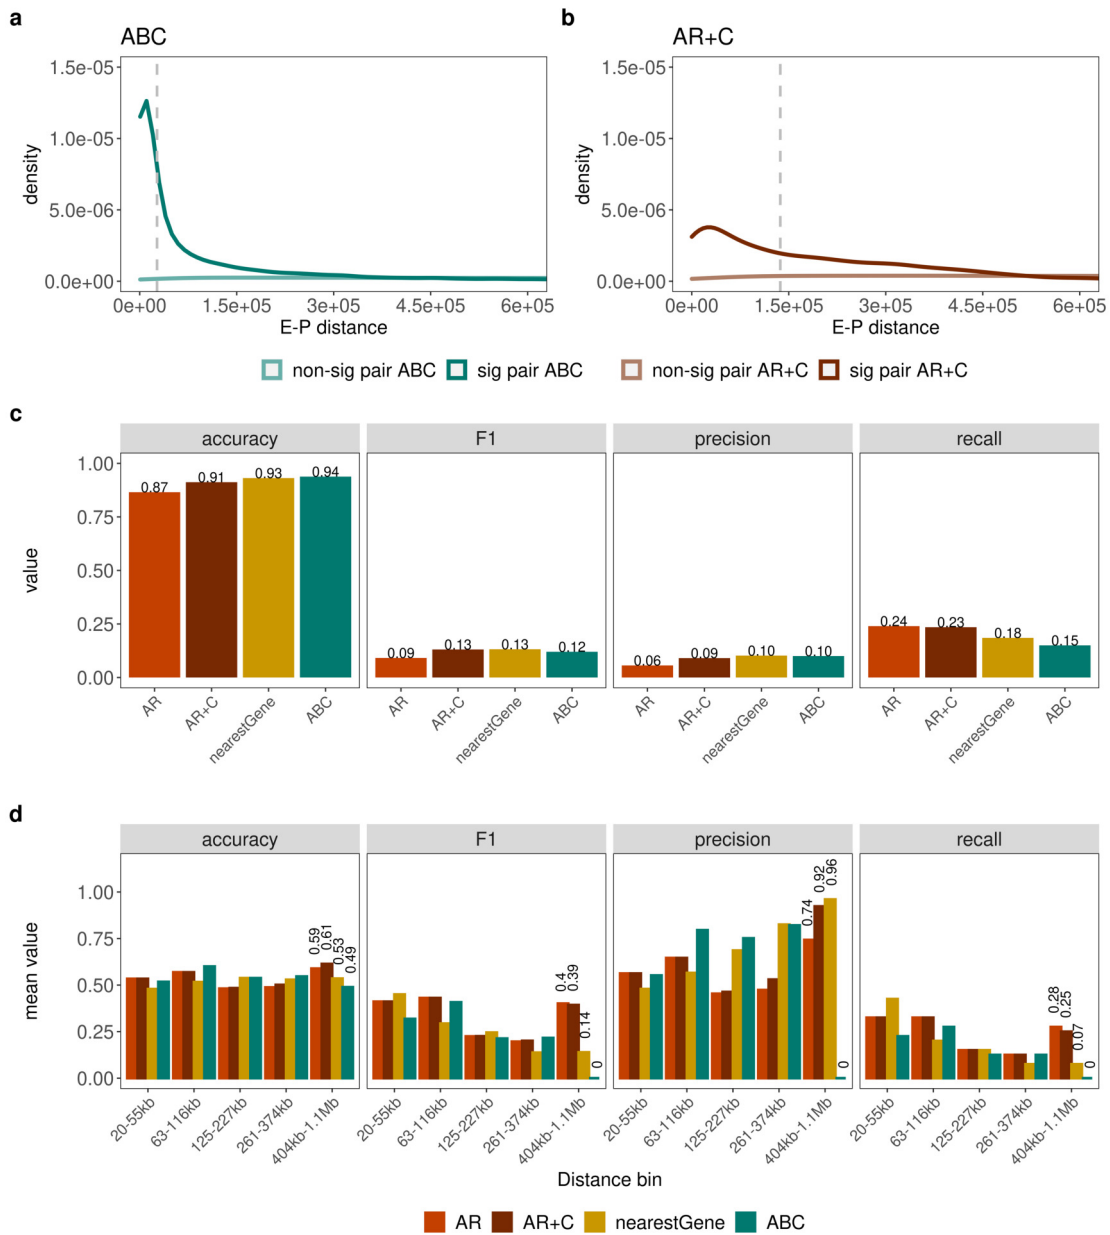 a
b
ABC
AR+C
1.5e-05
1.0e-05
5.0e-06
0.0e+00
density
0e+00 1.5e+05 3e+05 4.5e+05 6e+05
E-P distance
1.5e-05
1.0e-05
5.0e-06
0.0e+00
density
0e+00 1.5e+05 3e+05 4.5e+05 6e+05
E-P distance
non-sig pair ABC sig pair ABC non-sig pair AR+C sig pair AR+C
c
accuracy F1 precision recall
1.00
0.75
0.50
0.25
0.00
value
0.87 0.91 0.93 0.94
0.09 0.13 0.13 0.12
0.06 0.09 0.10 0.10
0.24 0.23 0.18 0.15
AR AR+C nearestGene ABC
AR AR+C nearestGene ABC
AR AR+C nearestGene ABC
AR AR+C nearestGene ABC
d
accuracy F1 precision recall
1.00
0.75
0.50
0.25
0.00
mean value
0.59 0.61 0.53 0.49
0.4 0.39 0.14 0
0.74 0.92 0.96 0
0.28 0.25 0.07 0
20-55kb 63-116kb 125-227kb 261-374kb 404kb-1.1Mb
20-55kb 63-116kb 125-227kb 261-374kb 404kb-1.1Mb
20-55kb 63-116kb 125-227kb 261-374kb 404kb-1.1Mb
20-55kb 63-116kb 125-227kb 261-374kb 404kb-1.1Mb
Distance bin
AR AR+C nearestGene ABC